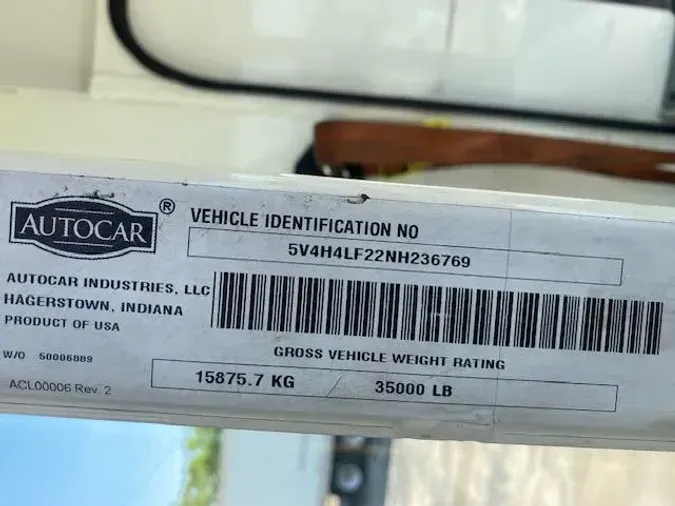 AUTOCAR ®
VEHICLE IDENTIFICATION NO
5V4H4LF22NH236769
AUTOCAR INDUSTRIES, LLC
HAGERSTOWN, INDIANA
PRODUCT OF USA
GROSS VEHICLE WEIGHT RATING
W/O 50006889
15875.7 KG / 35000 LB
ACL00006 Rev. 2